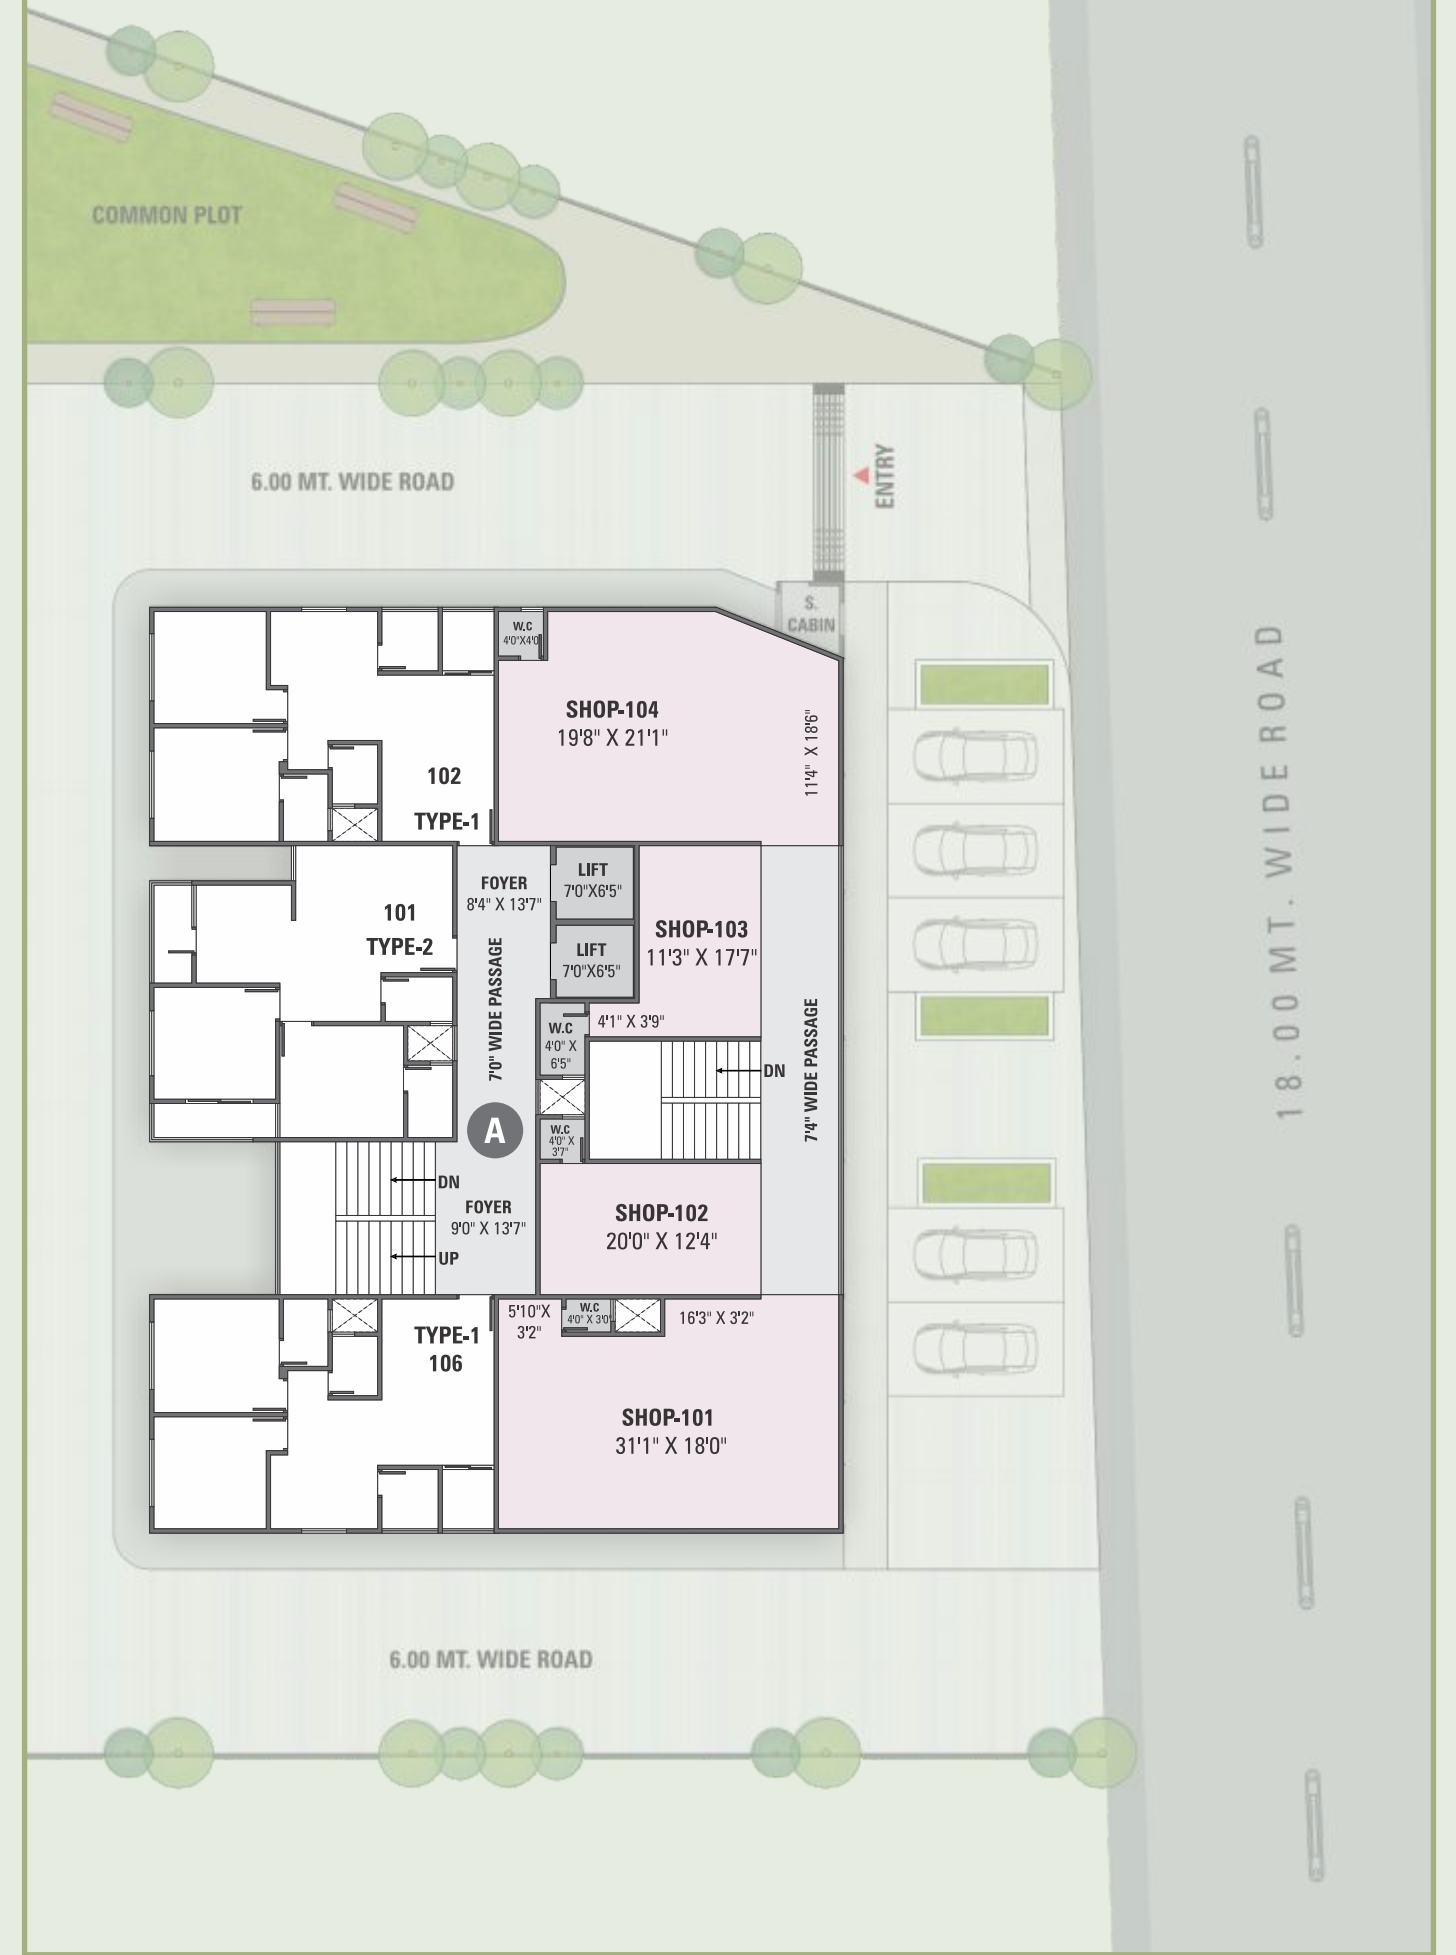 COMMON PLOT
6.00 MT. WIDE ROAD
ENTRY
S.
CABIN
W.C
4'0"X4'0
SHOP-104
19'8" X 21'1"
11'4" X 18'6"
102
TYPE-1
FOYER
8'4" X 13'7"
LIFT
7'0"X6'5"
101
TYPE-2
LIFT
7'0"X6'5"
SHOP-103
11'3" X 17'7"
7'0" WIDE PASSAGE
W.C
4'0" X
6'5"
4'1" X 3'9"
DN
7'4" WIDE PASSAGE
18.00 MT. WIDE ROAD
A
W.C
4'0" X
3'7"
DN
FOYER
9'0" X 13'7"
UP
SHOP-102
20'0" X 12'4"
TYPE-1
106
5'10"X
3'2"
W.C
4'0" X 3'0"
16'3" X 3'2"
SHOP-101
31'1" X 18'0"
6.00 MT. WIDE ROAD